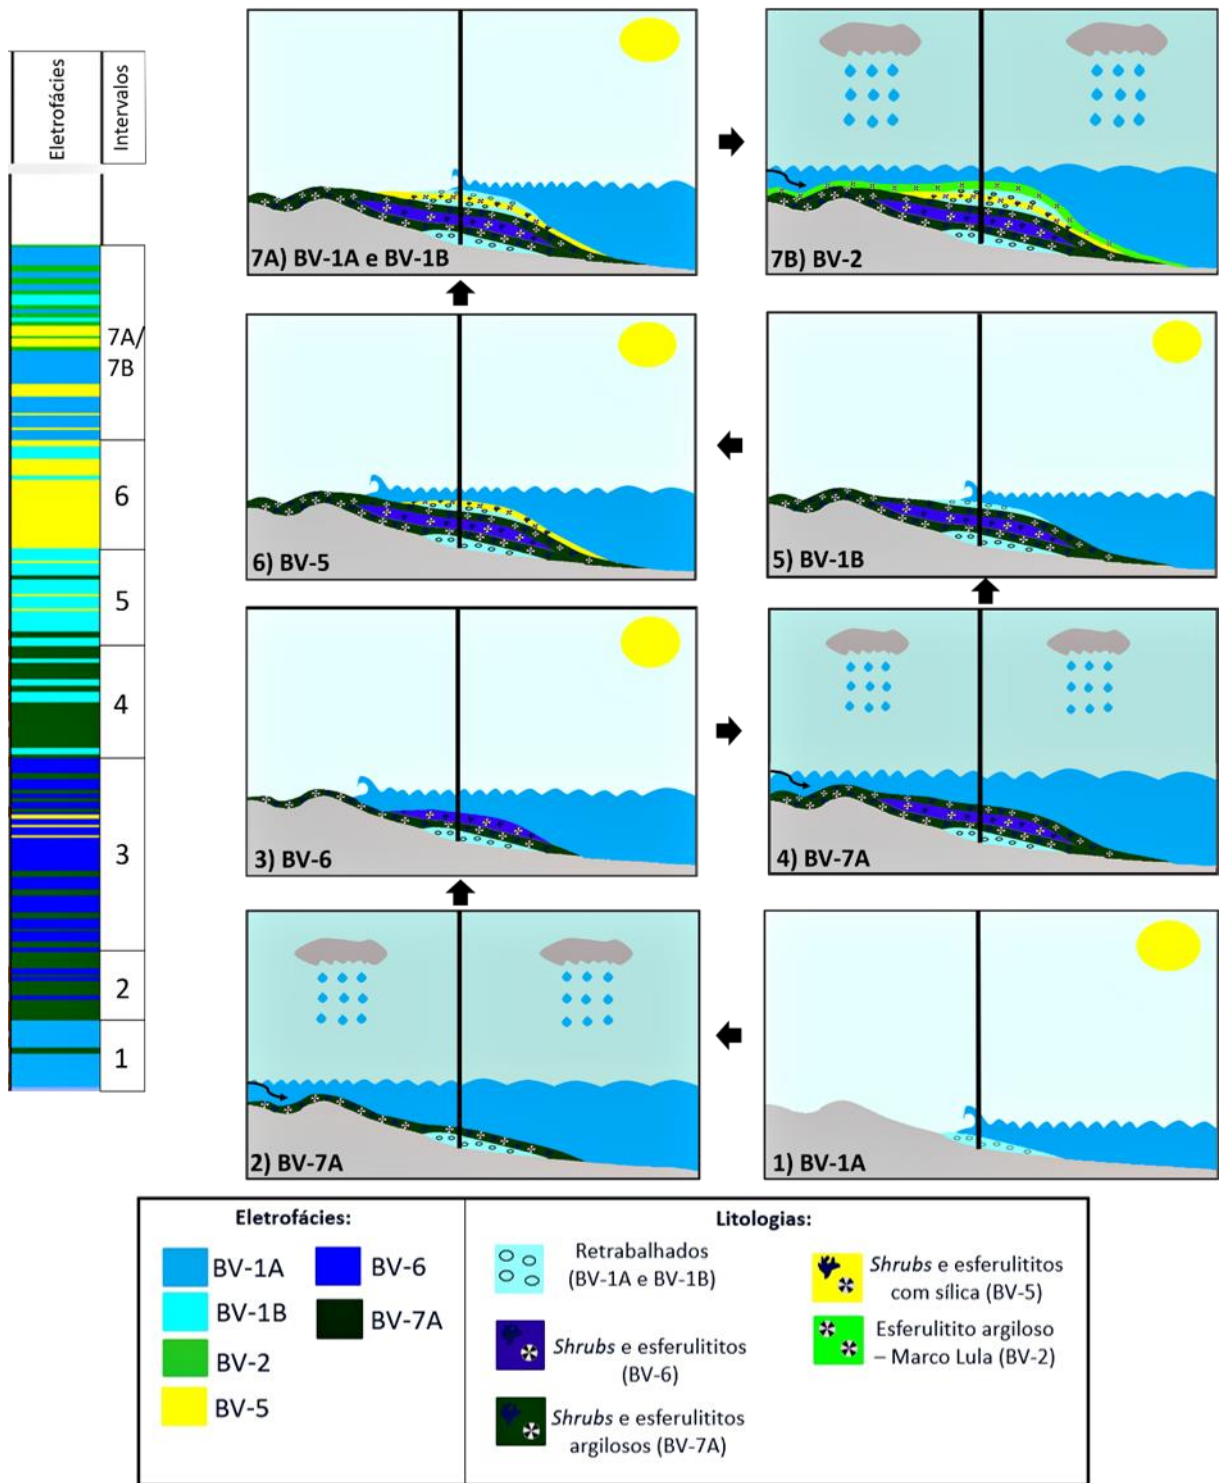 Eletrofácies
Intervalos
7A/
7B
6
5
4
3
2
1
7A) BV-1A e BV-1B
7B) BV-2
6) BV-5
5) BV-1B
3) BV-6
4) BV-7A
2) BV-7A
1) BV-1A
Eletrofácies:
BV-1A
BV-6
BV-1B
BV-7A
BV-2
BV-5
Litologias:
Retrabalhados
(BV-1A e BV-1B)
Shrubs e esferulititos
(BV-6)
Shrubs e esferulititos
argilosos (BV-7A)
Shrubs e esferulititos
com sílica (BV-5)
Esferulitito argiloso
– Marco Lula (BV-2)